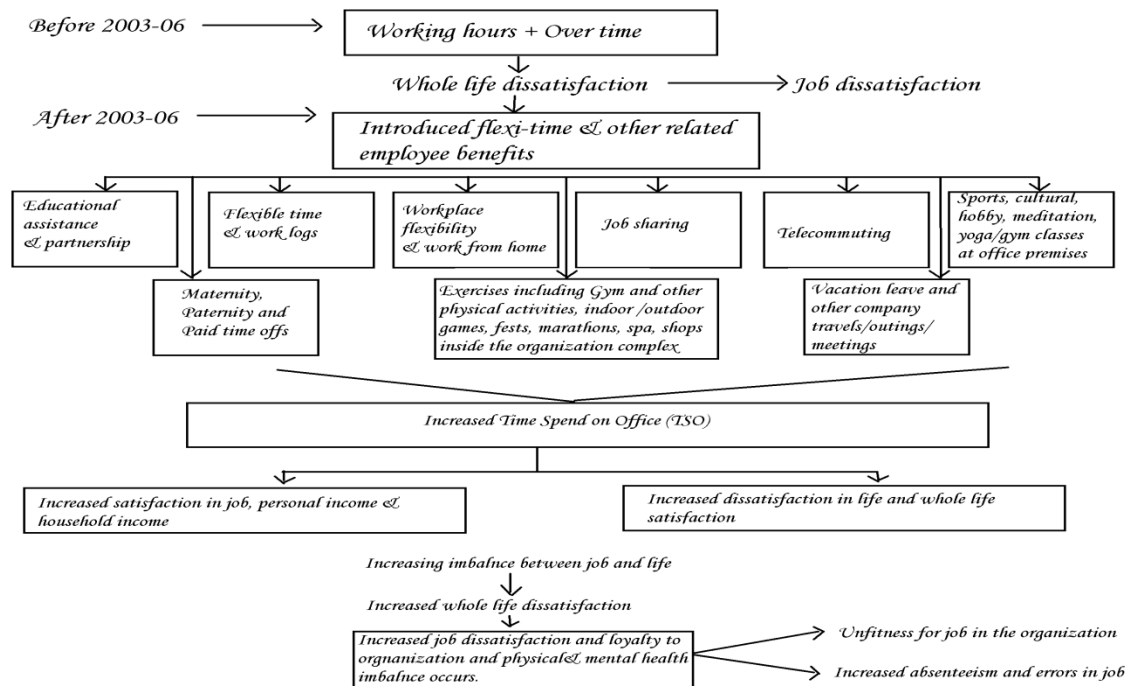 Before 2003-06
Working hours + Over time
Whole life dissatisfaction
Job dissatisfaction
After 2003-06
Introduced flexi-time & other related
employee benefits
Educational
assistance
& partnership
Flexible time
& work logs
Workplace
flexibility
& work from home
Job sharing
Telecommuting
Sports, cultural,
hobby, meditation,
yoga/gym classes
at office premises
Maternity,
Paternity and
Paid time offs
Exercises including Gym and other
physical activities, indoor /outdoor
games, fests, marathons, spa, shops
inside the organization complex
Vacation leave and
other company
travels/outings/
meetings
Increased Time Spend on Office (TSO)
Increased satisfaction in job, personal income &
household income
Increased dissatisfaction in life and whole life
satisfaction
Increasing imbalnce between job and life
Increased whole life dissatisfaction
Increased job dissatisfaction and loyalty to
orgnanization and physical& mental health
imbalnce occurs.
Unfitness for job in the organization
Increased absenteeism and errors in job